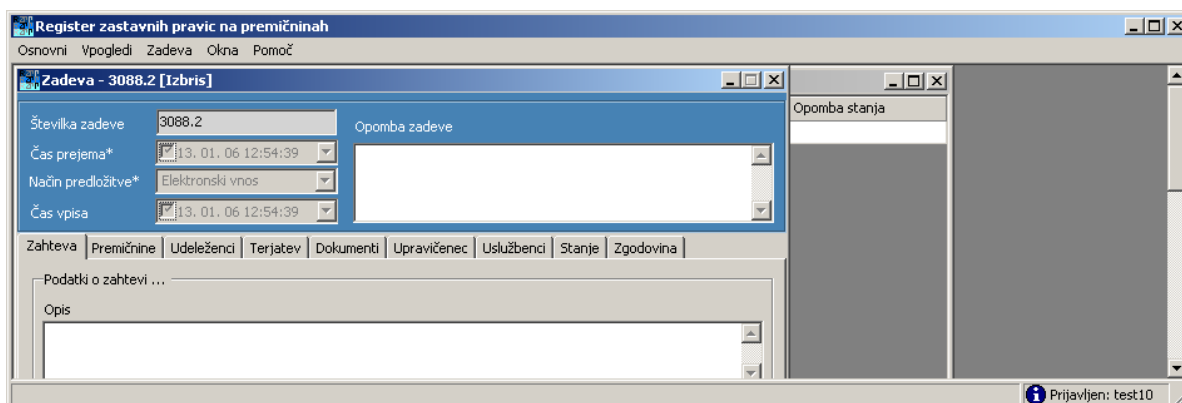 Register zastavnih pravic na premičninah
Osnovni Vpogledi Zadeva Okna Pomoč
Zadeva - 3088.2 [Izbris]
Opomba stanja
Številka zadeve 3088.2 Opomba zadeve
Čas prejema* 13. 01. 06 12:54:39
Način predložitve* Elektronski vnos
Čas vpisa 13. 01. 06 12:54:39
Zahteva Premičnine Udeleženci Terjatev Dokumenti Upravičenec Uslužbenci Stanje Zgodovina
Podatki o zahtevi ...
Opis
Prijavljen: test10